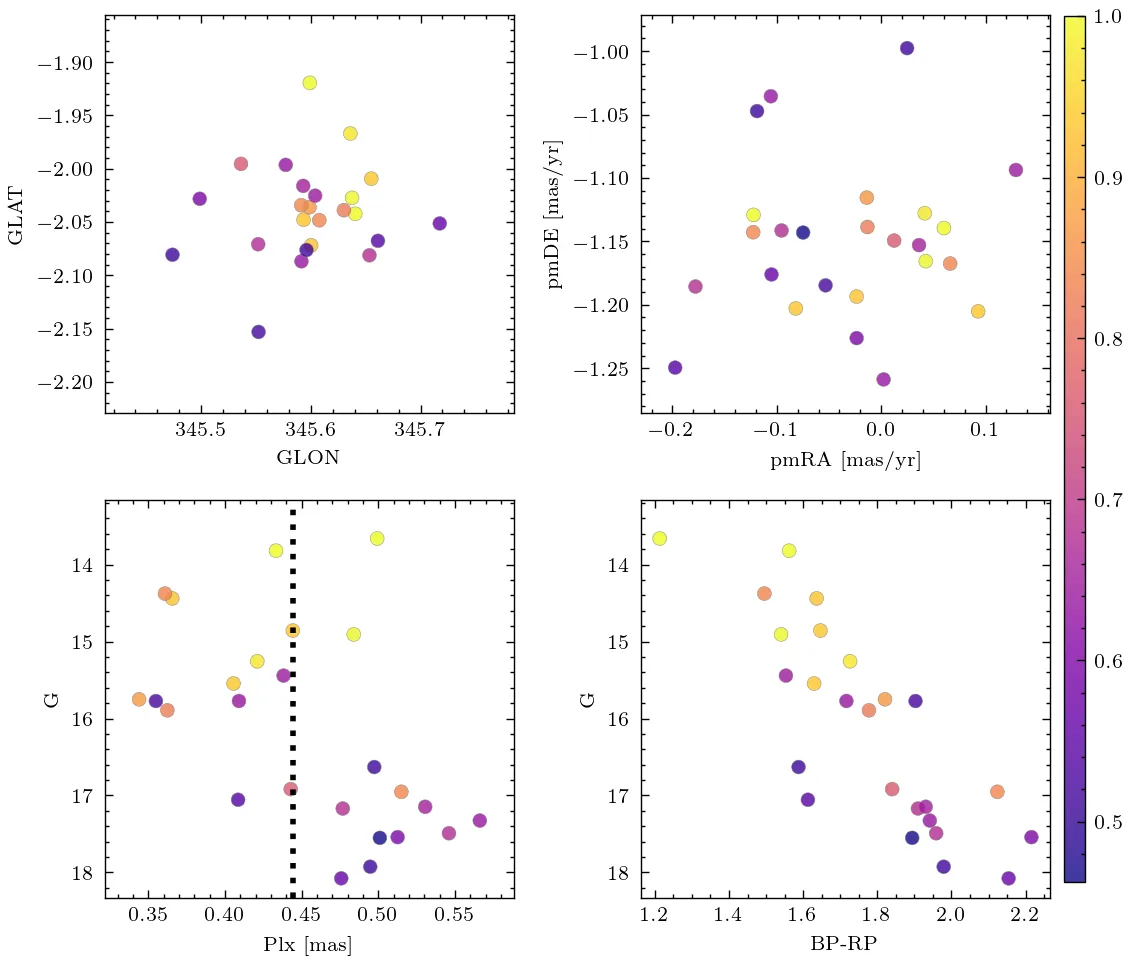 −1.90
−1.95
−2.00
−2.05
−2.10
−2.15
−2.20
GLAT
345.5 345.6 345.7
GLON
−1.00
−1.05
−1.10
−1.15
−1.20
−1.25
pmDE [mas/yr]
−0.2 −0.1 0.0 0.1
pmRA [mas/yr]
1.0
0.9
0.8
0.7
0.6
0.5
14
15
16
17
18
G
0.35 0.40 0.45 0.50 0.55
Plx [mas]
14
15
16
17
18
G
1.2 1.4 1.6 1.8 2.0 2.2
BP-RP